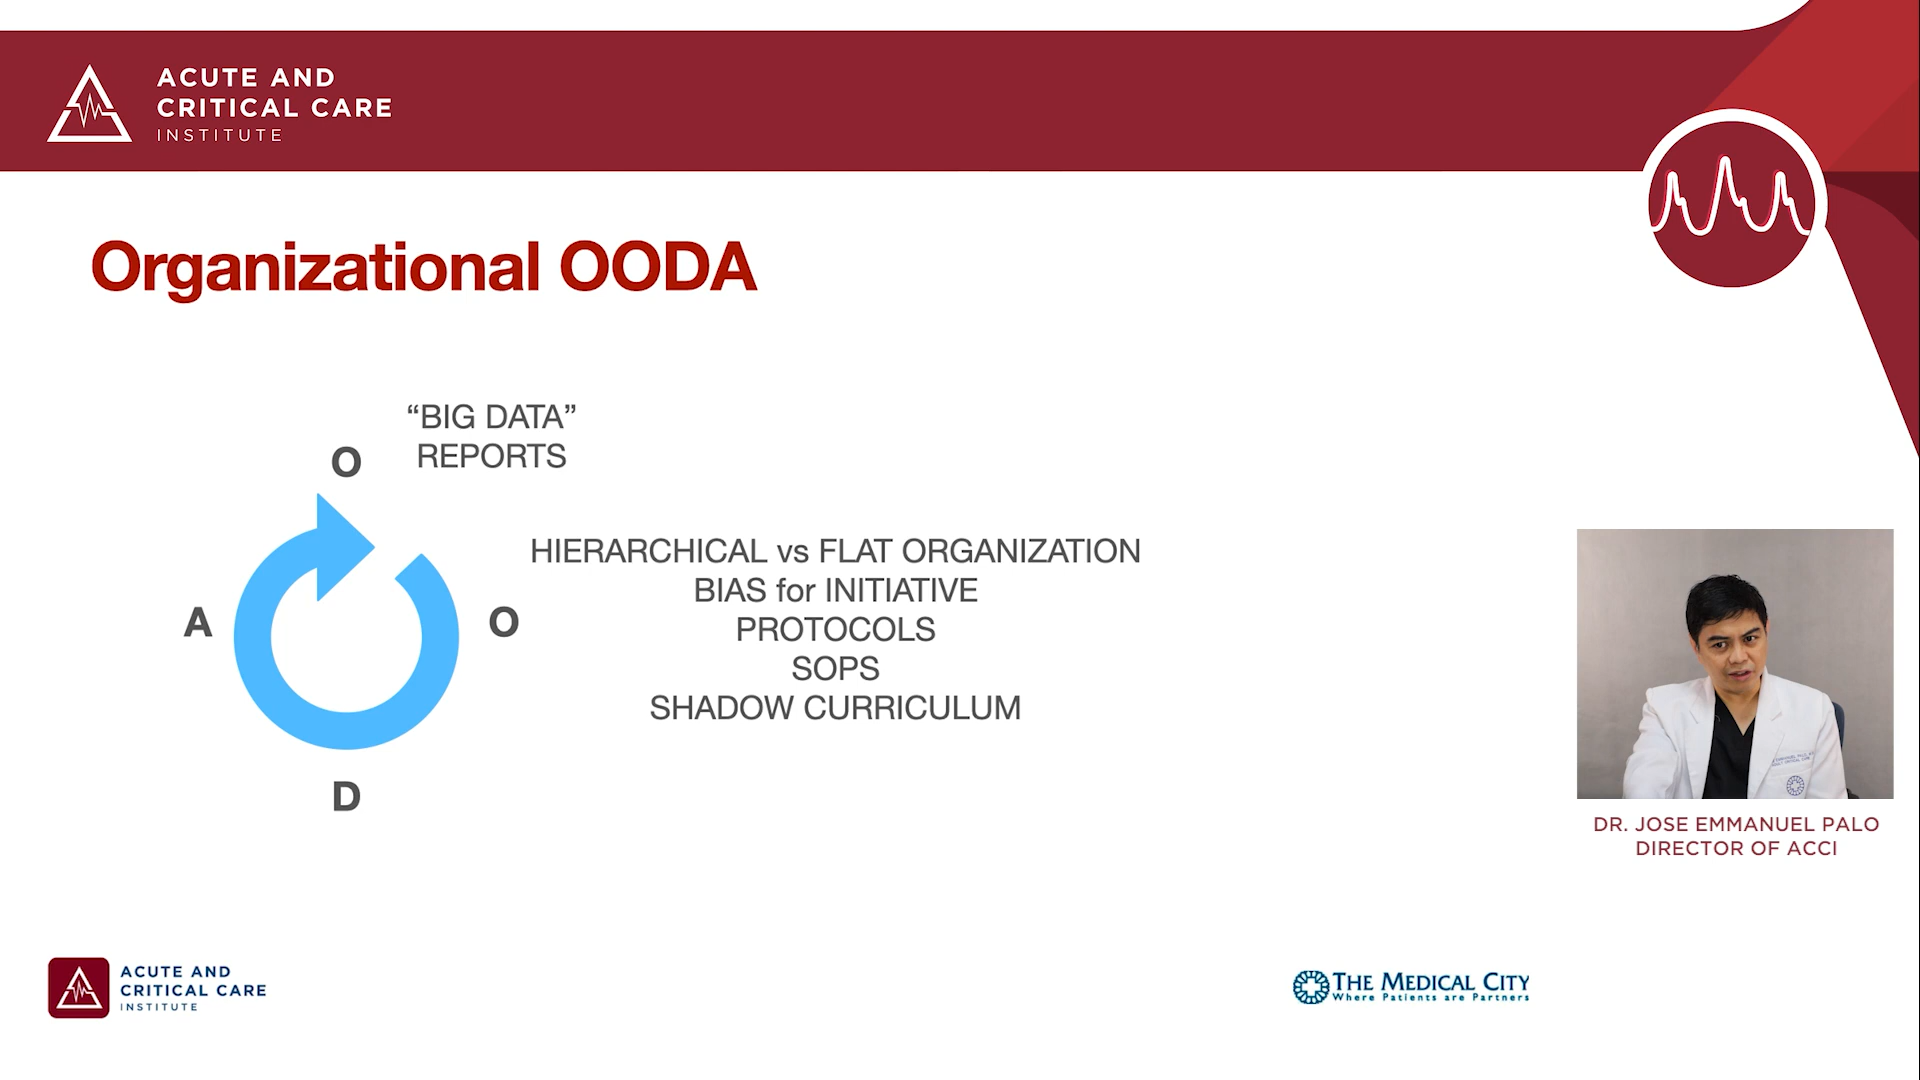 ACUTE AND
CRITICAL CARE
INSTITUTE
Organizational OODA
“BIG DATA”
REPORTS
O
HIERARCHICAL vs FLAT ORGANIZATION
BIAS for INITIATIVE
PROTOCOLS
SOPS
SHADOW CURRICULUM
A
O
D
DR. JOSE EMMANUEL PALO
DIRECTOR OF ACCI
ACUTE AND
CRITICAL CARE
INSTITUTE
THE MEDICAL CITY
Where Patients are Partners